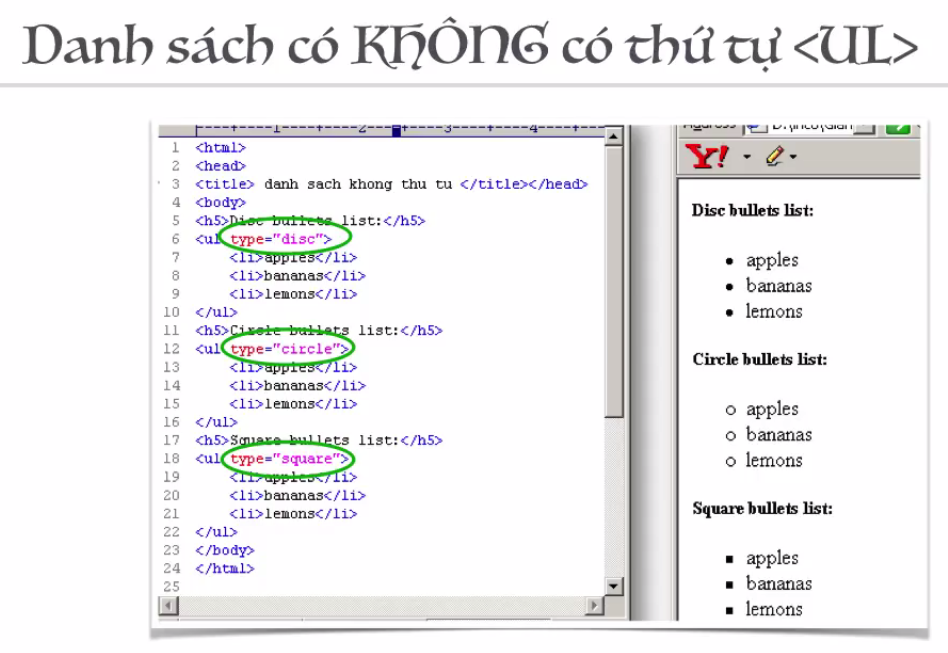 Danh sách có KHÔNG có thứ tự <UL>
|----+----1----+----2---
+----3----+----4----+---
1 <html>
2 <head>
3 <title> danh sach khong thu tu </title></head>
4 <body>
5 <h5>Disc bullets list:</h5>
6 <ul type="disc">
7 <li>apples</li>
8 <li>bananas</li>
9 <li>lemons</li>
10 </ul>
11 <h5>Circle bullets list:</h5>
12 <ul type="circle">
13 <li>apples</li>
14 <li>bananas</li>
15 <li>lemons</li>
16 </ul>
17 <h5>Square bullets list:</h5>
18 <ul type="square">
19 <li>apples</li>
20 <li>bananas</li>
21 <li>lemons</li>
22 </ul>
23 </body>
24 </html>
25
Address
Y!
Disc bullets list:
• apples
• bananas
• lemons
Circle bullets list:
○ apples
○ bananas
○ lemons
Square bullets list:
▪ apples
▪ bananas
▪ lemons